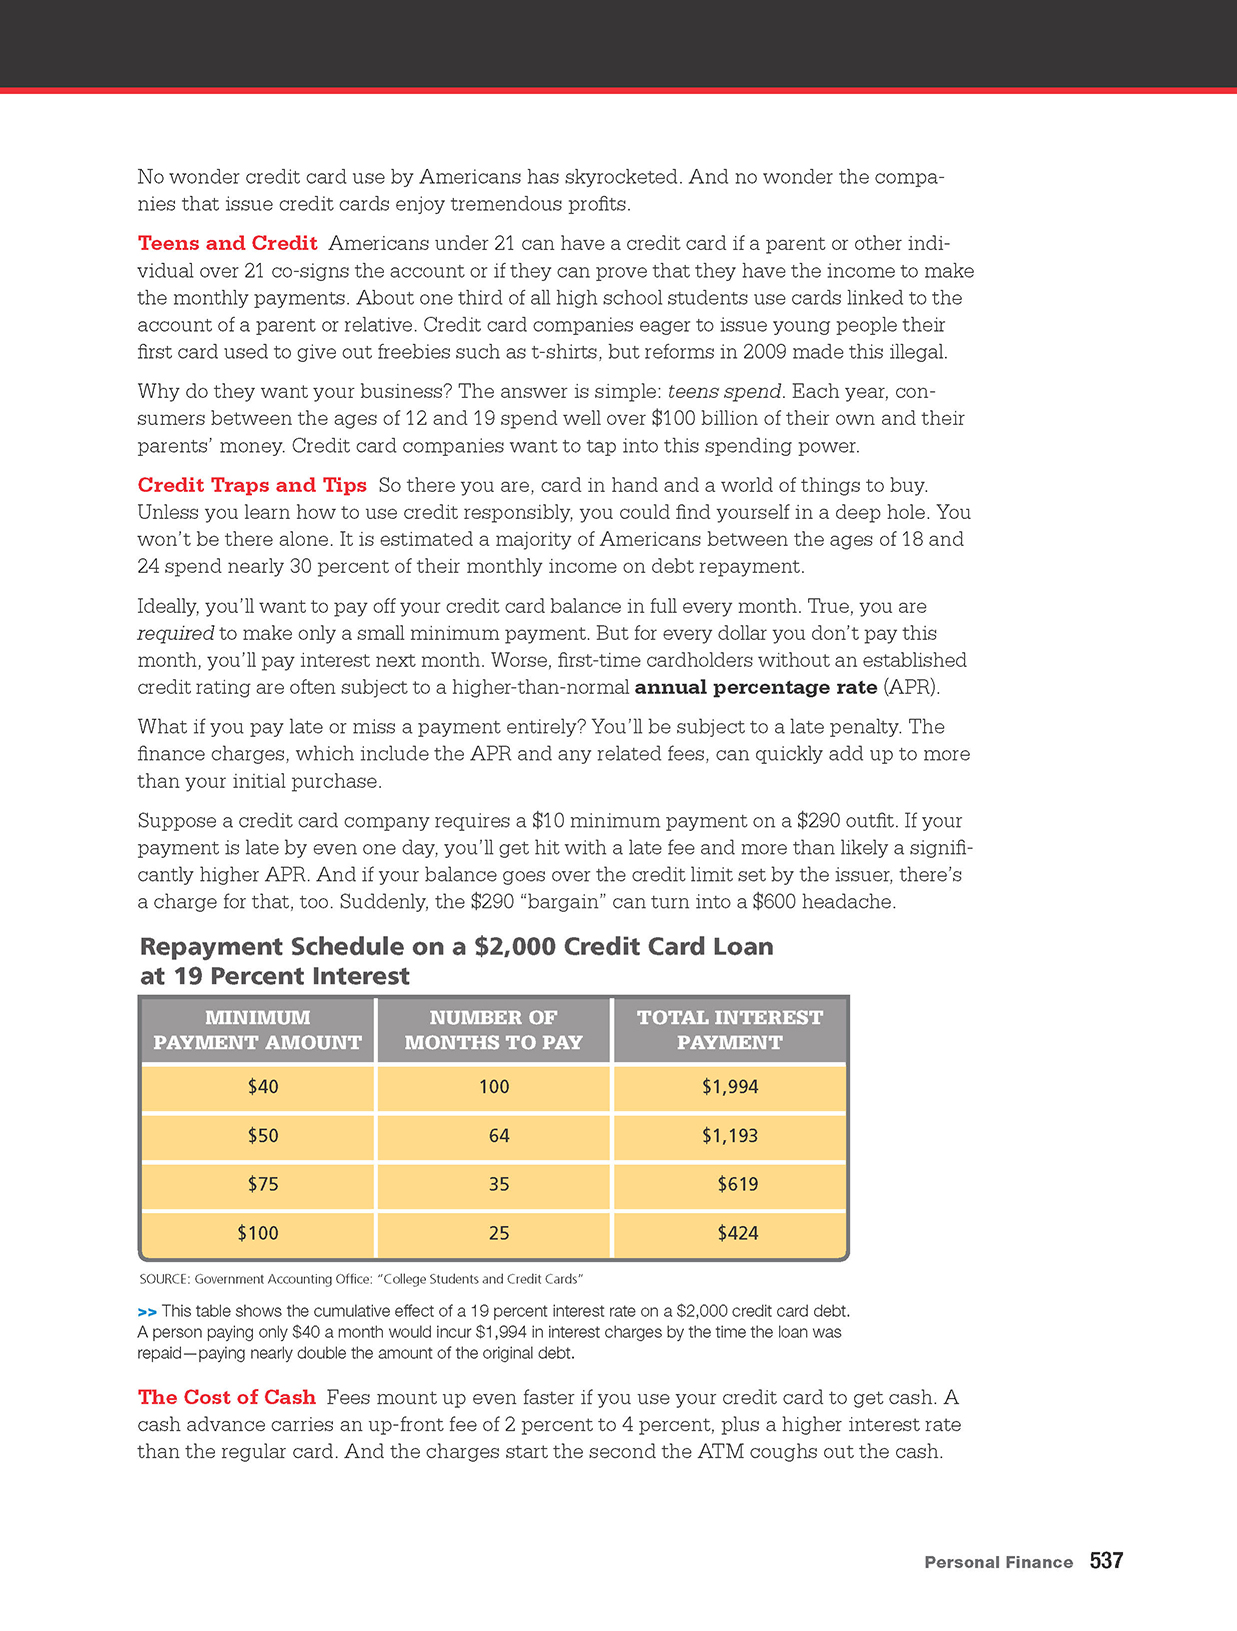 No wonder credit card use by Americans has skyrocketed. And no wonder the compa-
nies that issue credit cards enjoy tremendous profits.
Teens and Credit Americans under 21 can have a credit card if a parent or other indi-
vidual over 21 co-signs the account or if they can prove that they have the income to make
the monthly payments. About one third of all high school students use cards linked to the
account of a parent or relative. Credit card companies eager to issue young people their
first card used to give out freebies such as t-shirts, but reforms in 2009 made this illegal.
Why do they want your business? The answer is simple: teens spend. Each year, con-
sumers between the ages of 12 and 19 spend well over $100 billion of their own and their
parents’ money. Credit card companies want to tap into this spending power.
Credit Traps and Tips So there you are, card in hand and a world of things to buy.
Unless you learn how to use credit responsibly, you could find yourself in a deep hole. You
won’t be there alone. It is estimated a majority of Americans between the ages of 18 and
24 spend nearly 30 percent of their monthly income on debt repayment.
Ideally, you’ll want to pay off your credit card balance in full every month. True, you are
required to make only a small minimum payment. But for every dollar you don’t pay this
month, you’ll pay interest next month. Worse, first-time cardholders without an established
credit rating are often subject to a higher-than-normal annual percentage rate (APR).
What if you pay late or miss a payment entirely? You’ll be subject to a late penalty. The
finance charges, which include the APR and any related fees, can quickly add up to more
than your initial purchase.
Suppose a credit card company requires a $10 minimum payment on a $290 outfit. If your
payment is late by even one day, you’ll get hit with a late fee and more than likely a signifi-
cantly higher APR. And if your balance goes over the credit limit set by the issuer, there’s
a charge for that, too. Suddenly, the $290 “bargain” can turn into a $600 headache.
Repayment Schedule on a $2,000 Credit Card Loan
at 19 Percent Interest
MINIMUM PAYMENT AMOUNT NUMBER OF MONTHS TO PAY TOTAL INTEREST PAYMENT
$40 100 $1,994
$50 64 $1,193
$75 35 $619
$100 25 $424
SOURCE: Government Accounting Office: “College Students and Credit Cards”
>> This table shows the cumulative effect of a 19 percent interest rate on a $2,000 credit card debt.
A person paying only $40 a month would incur $1,994 in interest charges by the time the loan was
repaid—paying nearly double the amount of the original debt.
The Cost of Cash Fees mount up even faster if you use your credit card to get cash. A
cash advance carries an up-front fee of 2 percent to 4 percent, plus a higher interest rate
than the regular card. And the charges start the second the ATM coughs out the cash.
Personal Finance 537